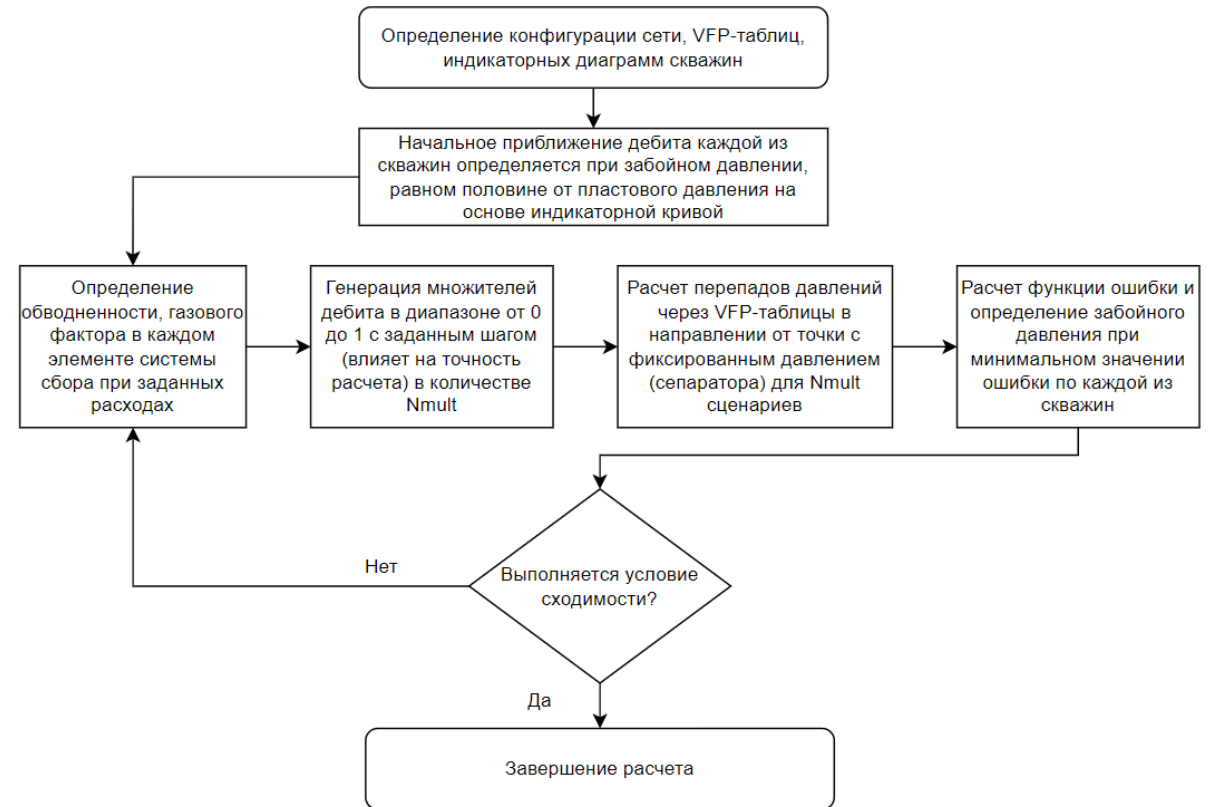 Определение конфигурации сети, VFP-таблиц,
индикаторных диаграмм скважин
Начальное приближение дебита каждой из
скважин определяется при забойном давлении,
равном половине от пластового давления на
основе индикаторной кривой
Определение
обводненности, газового
фактора в каждом
элементе системы
сбора при заданных
расходах
Генерация множителей
дебита в диапазоне от 0
до 1 с заданным шагом
(влияет на точность
расчета) в количестве
Nmult
Расчет перепадов давлений
через VFP-таблицы в
направлении от точки с
фиксированным давлением
(сепаратора) для Nmult
сценариев
Расчет функции ошибки и
определение забойного
давления при
минимальном значении
ошибки по каждой из
скважин
Нет
Выполняется условие
сходимости?
Да
Завершение расчета